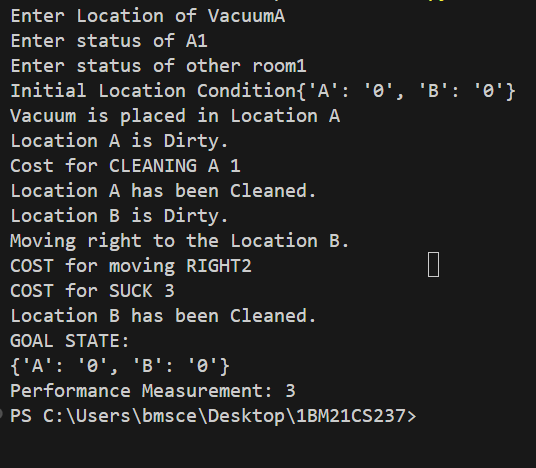 Enter Location of VacuumA
Enter status of A1
Enter status of other room1
Initial Location Condition{'A': '0', 'B': '0'}
Vacuum is placed in Location A
Location A is Dirty.
Cost for CLEANING A 1
Location A has been Cleaned.
Location B is Dirty.
Moving right to the Location B.
COST for moving RIGHT2
COST for SUCK 3
Location B has been Cleaned.
GOAL STATE:
{'A': '0', 'B': '0'}
Performance Measurement: 3
PS C:\Users\bmsce\Desktop\1BM21CS237>